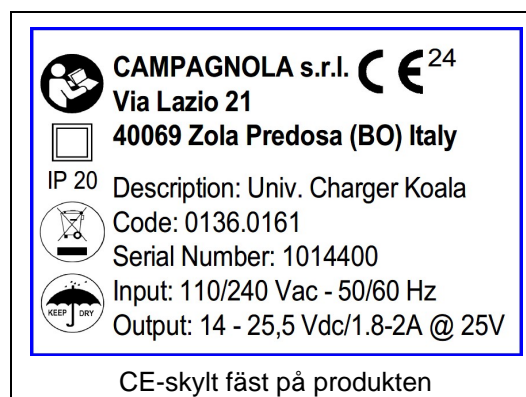 CAMPAGNOLA s.r.l. CE 24
Via Lazio 21
40069 Zola Predosa (BO) Italy
IP 20
Description: Univ. Charger Koala
Code: 0136.0161
Serial Number: 1014400
KEEP DRY
Input: 110/240 Vac - 50/60 Hz
Output: 14 - 25,5 Vdc/1.8-2A @ 25V
CE-skylt fäst på produkten